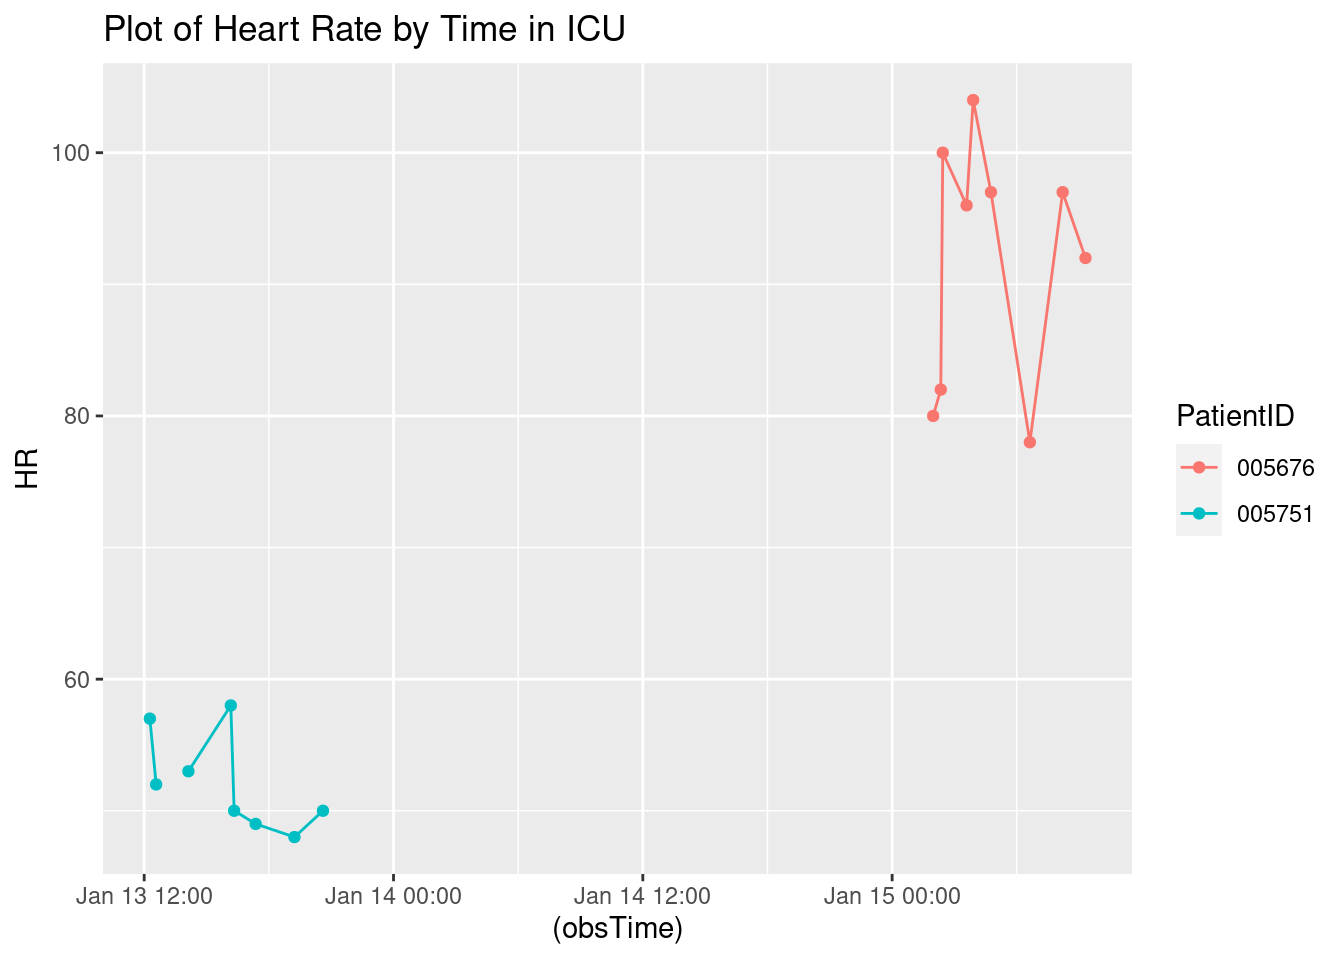 Plot of Heart Rate by Time in ICU
HR
100
80
60
Jan 13 12:00 Jan 14 00:00 Jan 14 12:00 Jan 15 00:00
(obsTime)
PatientID
005676
005751